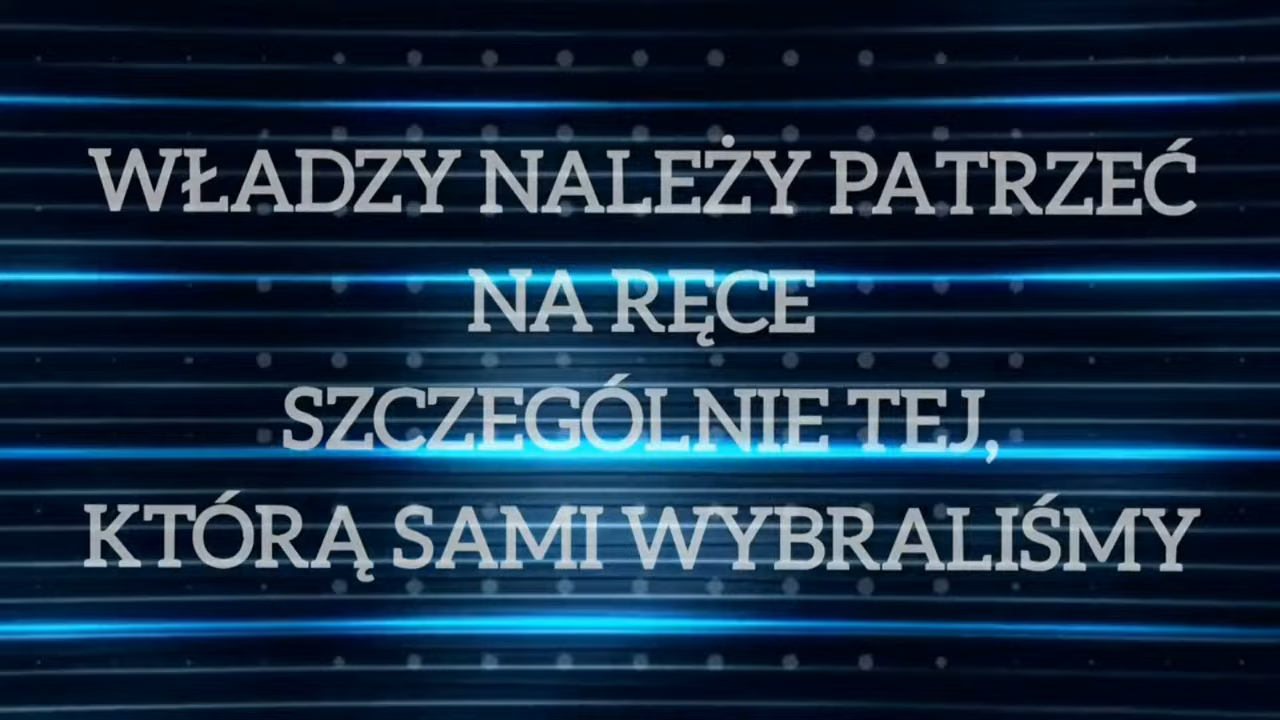 WŁADZY NALEŻY PATRZEĆ
NA RĘCE
SZCZEGÓLNIE TEJ,
KTÓRĄ SAMI WYBRALIŚMY